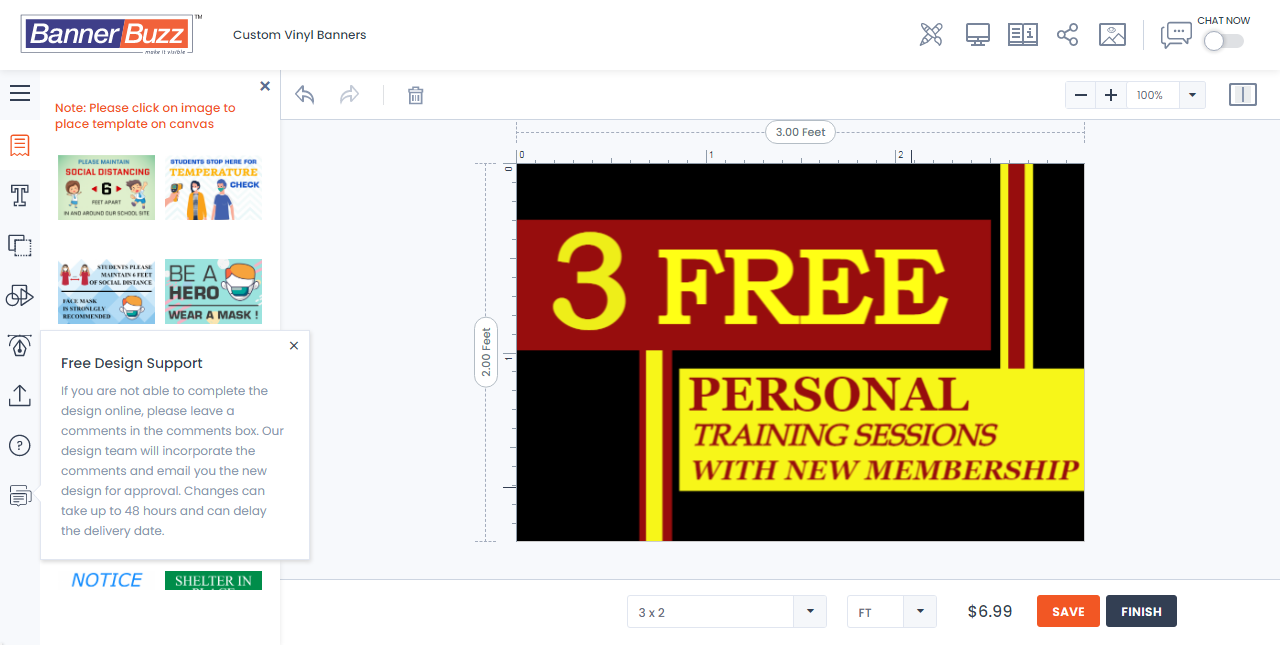 BannerBuzz
TM
make it visible
Custom Vinyl Banners
CHAT NOW
Note: Please click on image to
place template on canvas
100%
3.00 Feet
0
1
2
0
1
2.00 Feet
PLEASE MAINTAIN
SOCIAL DISTANCING
6
FEET APART
IN AND AROUND OUR SCHOOL SITE
STUDENTS STOP HERE FOR
TEMPERATURE
CHECK
STUDENTS PLEASE
MAINTAIN 6 FEET
OF SOCIAL DISTANCE
FACE MASK
IS STRONLGLY
RECOMMENDED
BE A
HERO
WEAR A MASK !
Free Design Support
If you are not able to complete the
design online, please leave a
comments in the comments box. Our
design team will incorporate the
comments and email you the new
design for approval. Changes can
take up to 48 hours and can delay
the delivery date.
NOTICE
SHELTER IN
PLACE
3 FREE
PERSONAL
TRAINING SESSIONS
WITH NEW MEMBERSHIP
3 x 2
FT
$6.99
SAVE
FINISH